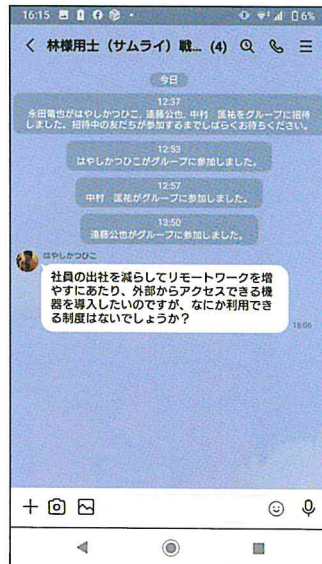 16:15
6%
林様用士（サムライ）戦... (4)
今日
12:37
永田竜也がはやしかつひこ, 遠藤公也, 中村　匡祐をグループに招待
しました。招待中の友だちが参加するまでしばらくお待ちください。
12:53
はやしかつひこがグループに参加しました。
12:57
中村　匡祐がグループに参加しました。
13:50
遠藤公也がグループに参加しました。
はやしかつひこ
社員の出社を減らしてリモートワークを増
やすにあたり、外部からアクセスできる機
器を導入したいのですが、なにか利用でき
る制度はないでしょうか？
16:06